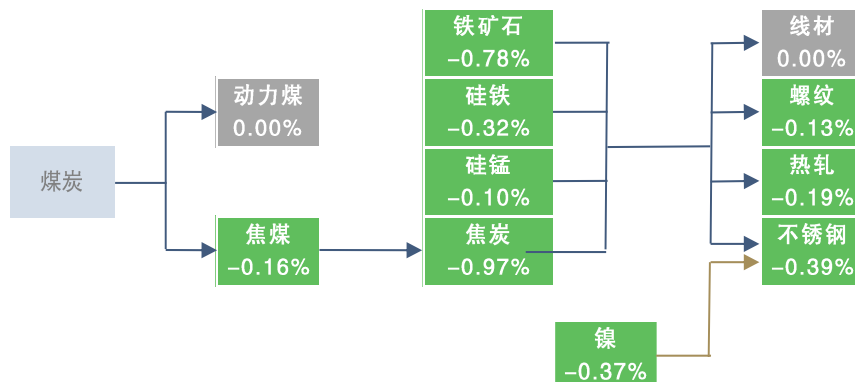 煤炭
动力煤
0.00%
焦煤
-0.16%
铁矿石
-0.78%
硅铁
-0.32%
硅锰
-0.10%
焦炭
-0.97%
镍
-0.37%
线材
0.00%
螺纹
-0.13%
热轧
-0.19%
不锈钢
-0.39%